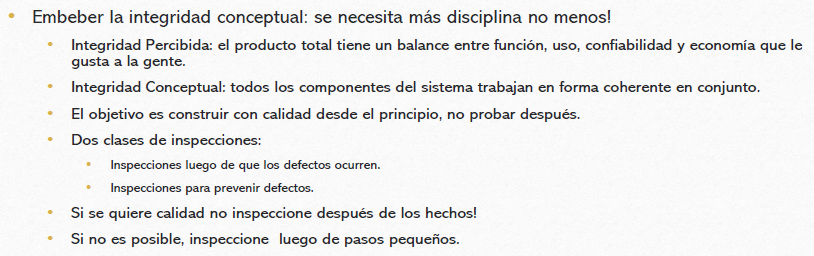 • Embeber la integridad conceptual: se necesita más disciplina no menos!
• Integridad Percibida: el producto total tiene un balance entre función, uso, confiabilidad y economía que le
gusta a la gente.
• Integridad Conceptual: todos los componentes del sistema trabajan en forma coherente en conjunto.
• El objetivo es construir con calidad desde el principio, no probar después.
• Dos clases de inspecciones:
• Inspecciones luego de que los defectos ocurren.
• Inspecciones para prevenir defectos.
• Si se quiere calidad no inspeccione después de los hechos!
• Si no es posible, inspeccione luego de pasos pequeños.